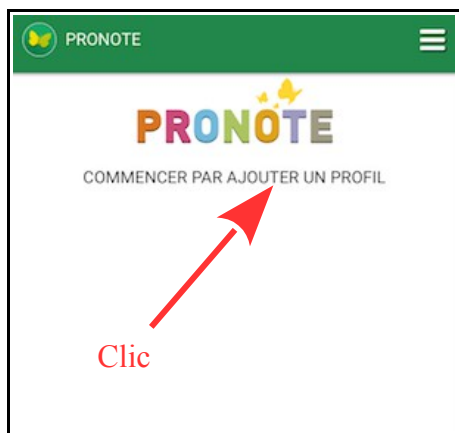 PRONOTE
PRONOTE
COMMENCER PAR AJOUTER UN PROFIL
Clic